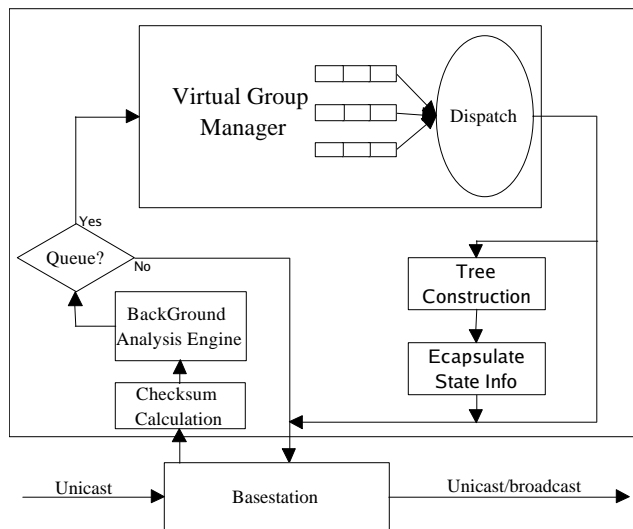 Virtual Group
Manager
Dispatch
Yes
Queue?
No
Tree
Construction
BackGround
Analysis Engine
Ecapsulate
State Info
Checksum
Calculation
Unicast
Basestation
Unicast/broadcast